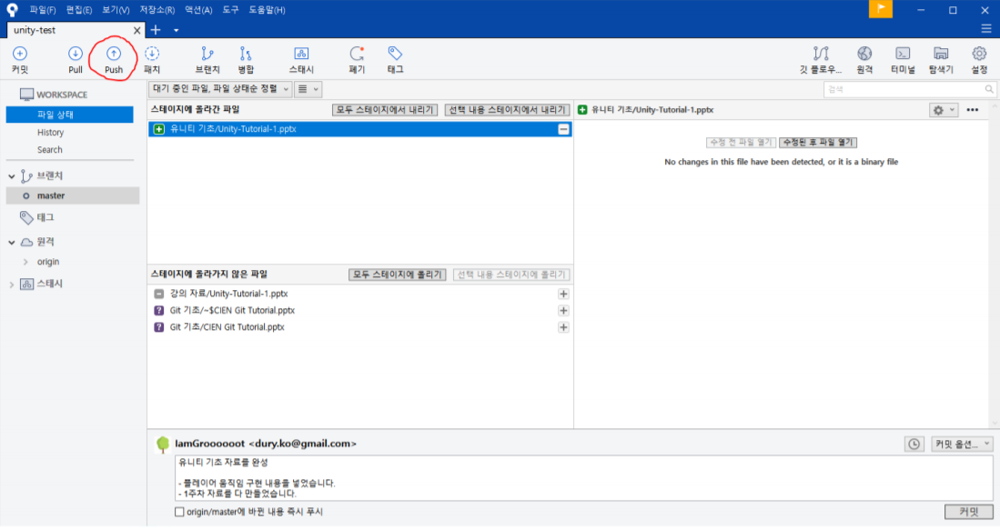 파일(F) 편집(E) 보기(V) 저장소(R) 액션(A) 도구 도움말(H)
unity-test
커밋 Pull Push 패치 브랜치 병합 스태시 폐기 태그 깃 플로우... 원격 터미널 탐색기 설정
WORKSPACE
파일 상태
History
Search
브랜치
master
태그
원격
origin
스태시
대기 중인 파일, 파일 상태순 정렬
검색
스테이지에 올라간 파일 모두 스테이지에서 내리기 선택 내용 스테이지에서 내리기
유니티 기초/Unity-Tutorial-1.pptx
스테이지에 올라가지 않은 파일 모두 스테이지에 올리기 선택 내용 스테이지에 올리기
강의 자료/Unity-Tutorial-1.pptx
Git 기초/~$CIEN Git Tutorial.pptx
Git 기초/CIEN Git Tutorial.pptx
유니티 기초/Unity-Tutorial-1.pptx
수정 전 파일 열기 수정된 후 파일 열기
No changes in this file have been detected, or it is a binary file
IamGroooooot <dury.ko@gmail.com>
커밋 옵션...
유니티 기초 자료를 완성
- 플레이어 움직임 구현 내용을 넣었습니다.
- 1주자 자료를 다 만들었습니다.
origin/master에 바뀐 내용 즉시 푸시
커밋